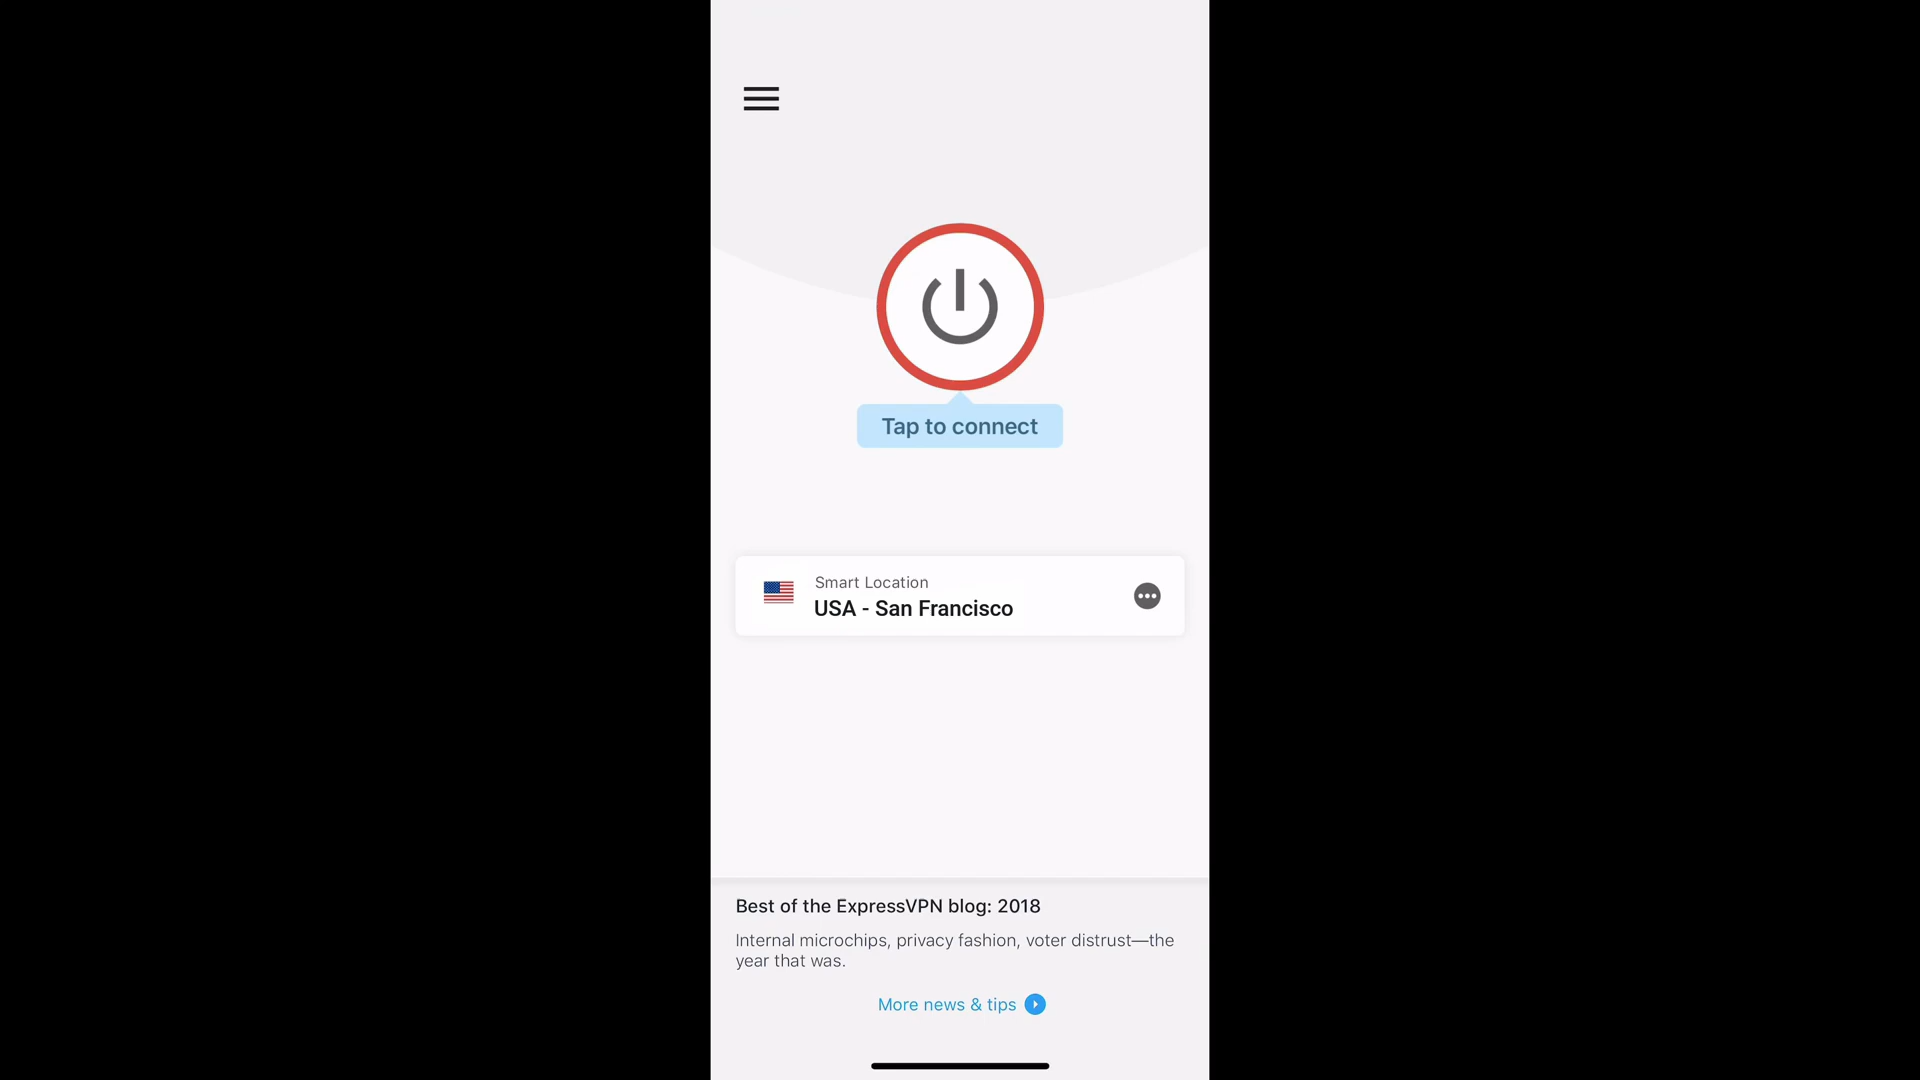 Tap to connect
Smart Location
USA - San Francisco
Best of the ExpressVPN blog: 2018
Internal microchips, privacy fashion, voter distrust—the
year that was.
More news & tips